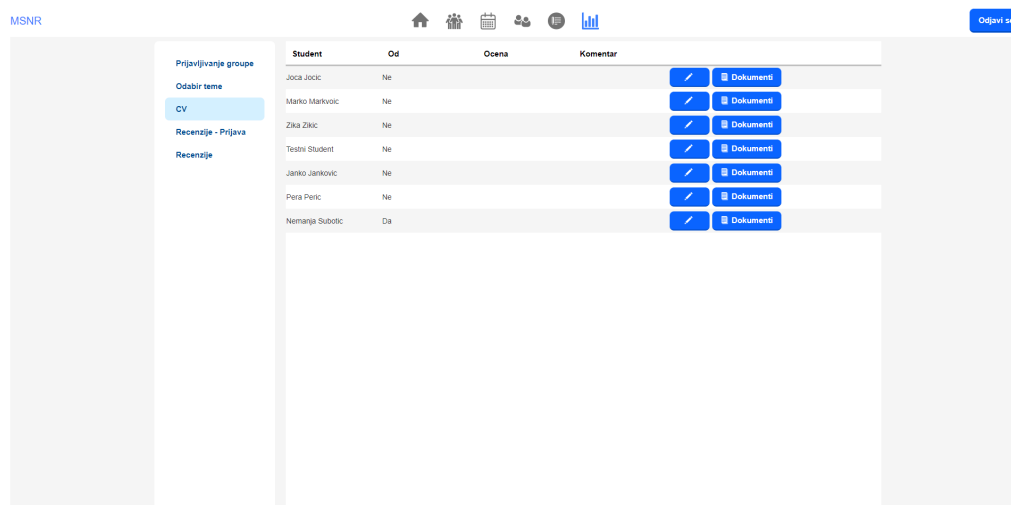 MSNR
Odjavi s
Prijavljivanje groupe
Odabir teme
CV
Recenzije - Prijava
Recenzije
Student Od Ocena Komentar
Joca Jocic Ne Dokumenti
Marko Markvoic Ne Dokumenti
Zika Zikic Ne Dokumenti
Testni Student Ne Dokumenti
Janko Jankovic Ne Dokumenti
Pera Peric Ne Dokumenti
Nemanja Subotic Da Dokumenti